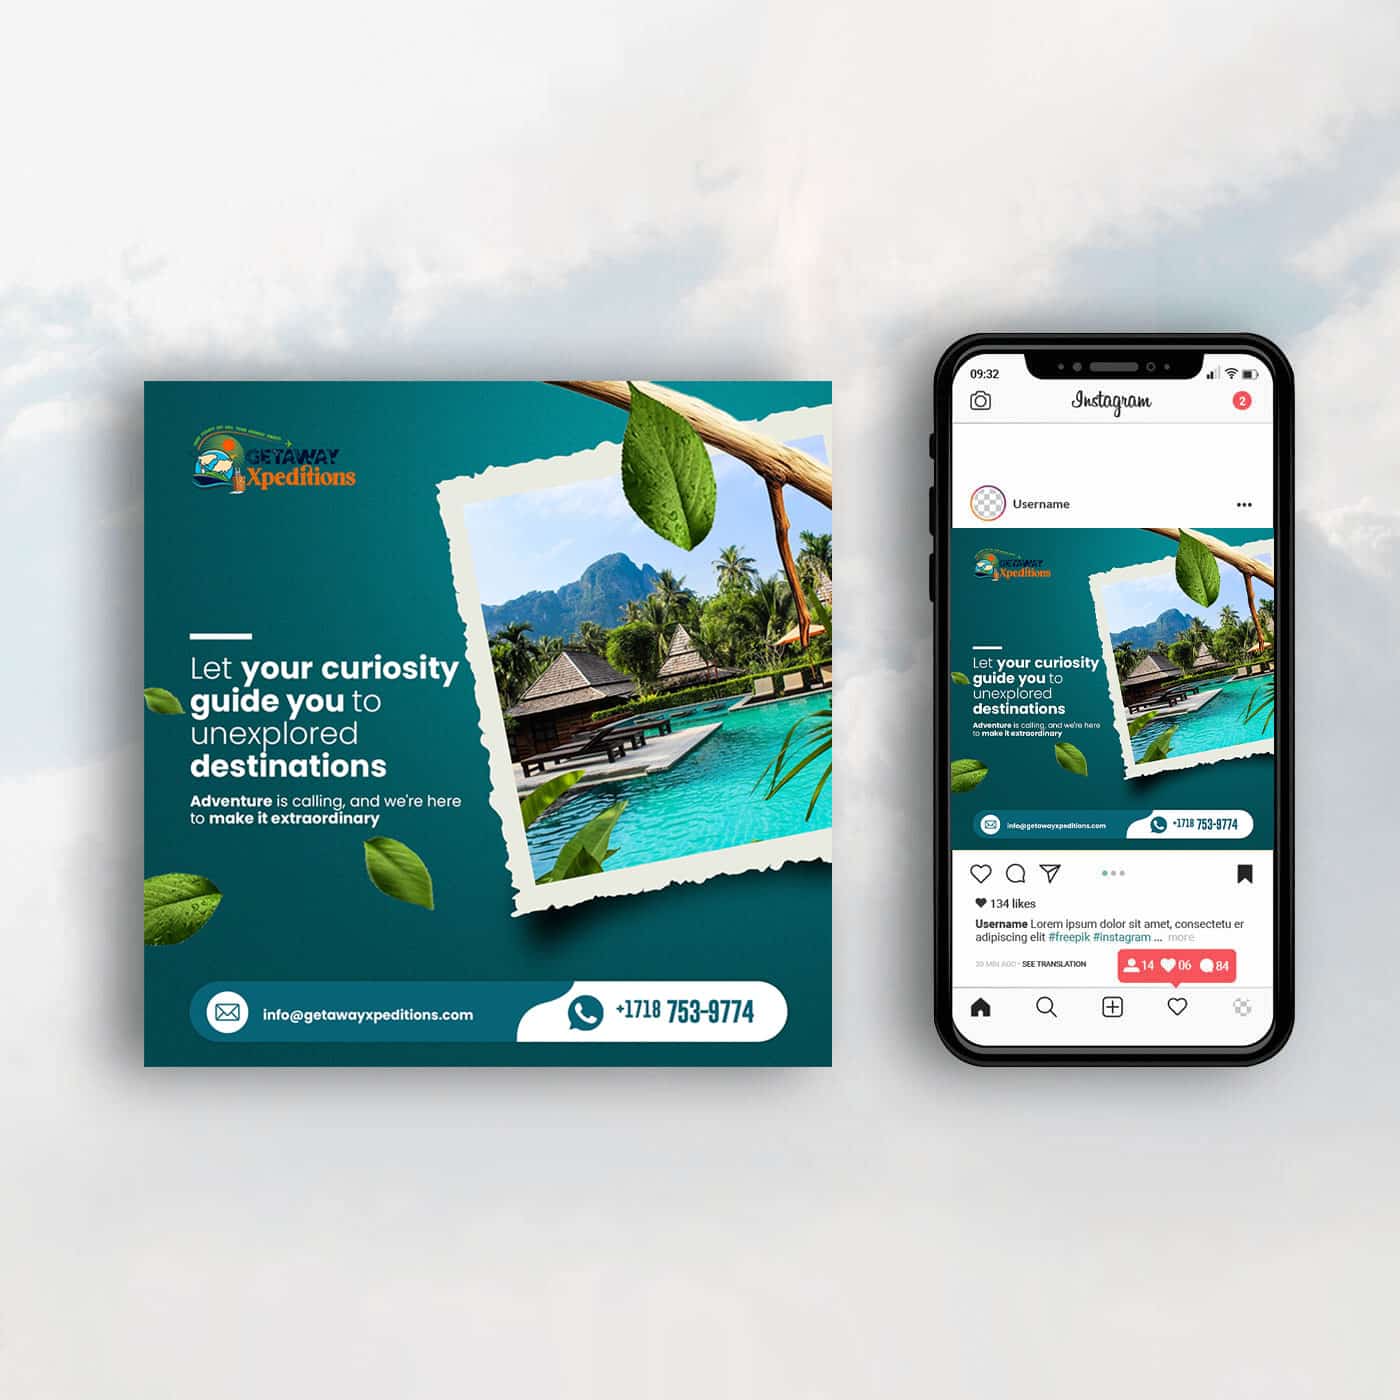 GETAWAY
Xpeditions
Let your curiosity
guide you to
unexplored
destinations
Adventure is calling, and we're here
to make it extraordinary
info@getawayxpeditions.com
+1718 753-9774
09:32
Instagram
2
Username
GETAWAY
Xpeditions
Let your curiosity
guide you to
unexplored
destinations
Adventure is calling, and we're here
to make it extraordinary
info@getawayxpeditions.com
+1718 753-9774
134 likes
Username Lorem ipsum dolor sit amet, consectetu er
adipiscing elit #freepik #instagram ... more
SEE TRANSLATION
14 06 84